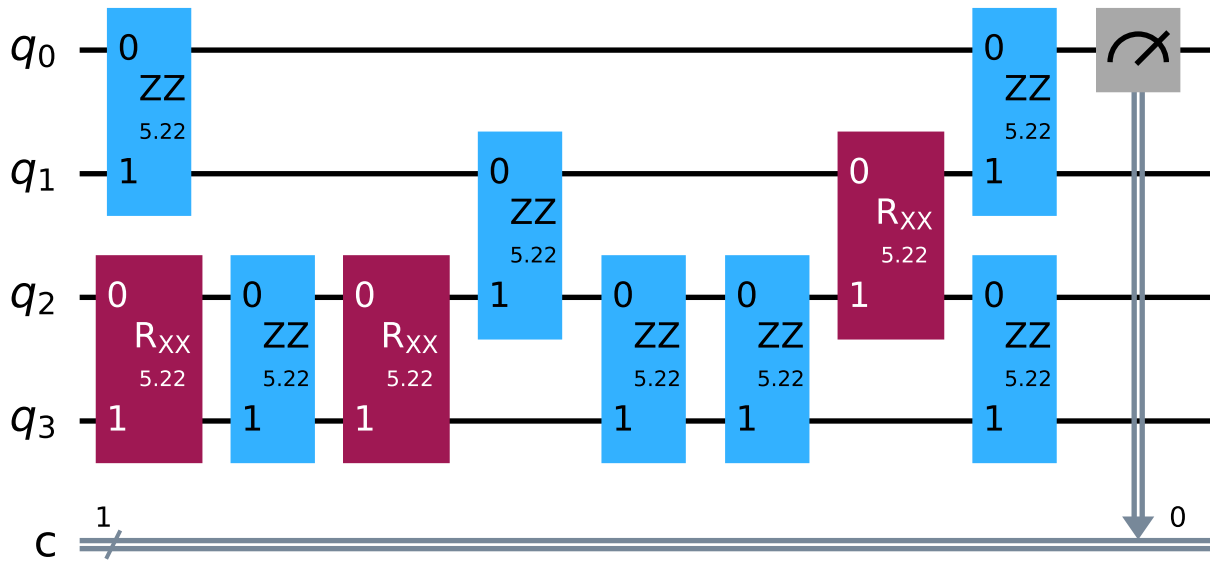 q0 0 0
ZZ ZZ
5.22 5.22
q1 1 0 0 1
ZZ RXX
5.22 5.22
q2 0 0 0 1 0 0 1 0
RXX ZZ RXX ZZ ZZ ZZ
5.22 5.22 5.22 5.22 5.22 5.22
q3 1 1 1 1 1 1
1 0
c